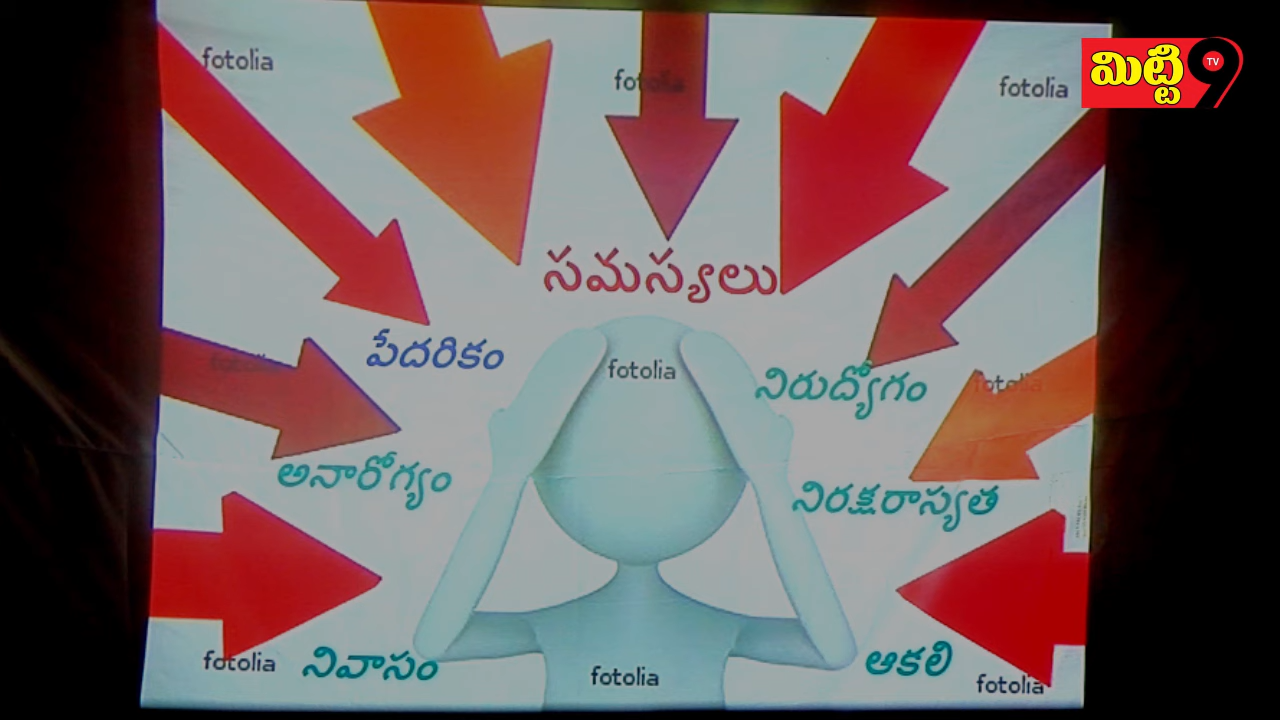 fotolia
fotolia
fotolia
మిట్టి 9 TV
సమస్యలు
పేదరికం
fotolia
నిరుద్యోగం
fotolia
fotolia
అనారోగ్యం
నిరక్షరాస్యత
నివాసం
ఆకలి
fotolia
fotolia
fotolia